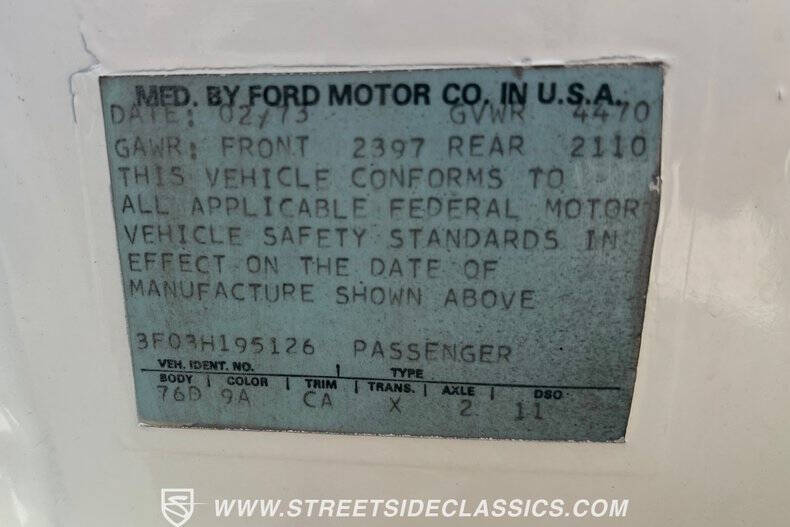 MFD. BY FORD MOTOR CO. IN U.S.A.
DATE: 02/73 GVWR 4470
GAWR: FRONT 2397 REAR 2110
THIS VEHICLE CONFORMS TO
ALL APPLICABLE FEDERAL MOTOR
VEHICLE SAFETY STANDARDS IN
EFFECT ON THE DATE OF
MANUFACTURE SHOWN ABOVE
3F03H195126 PASSENGER
VEH. IDENT. NO. TYPE
BODY COLOR TRIM TRANS. AXLE DSO
76D 9A CA X 2 11
WWW.STREETSIDECLASSICS.COM